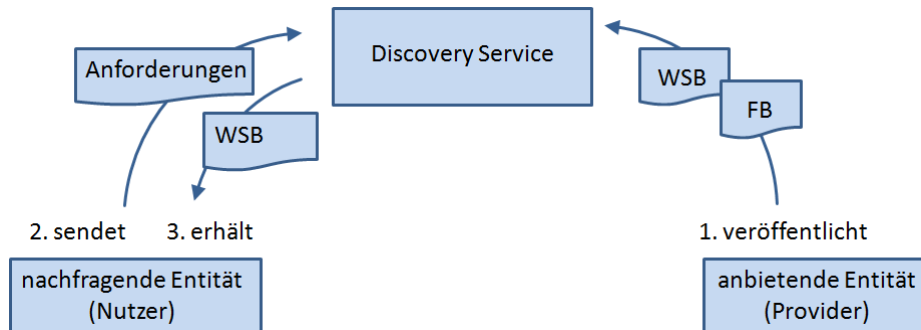 Discovery Service
Anforderungen
WSB
WSB
FB
2. sendet
3. erhält
1. veröffentlicht
nachfragende Entität
(Nutzer)
anbietende Entität
(Provider)